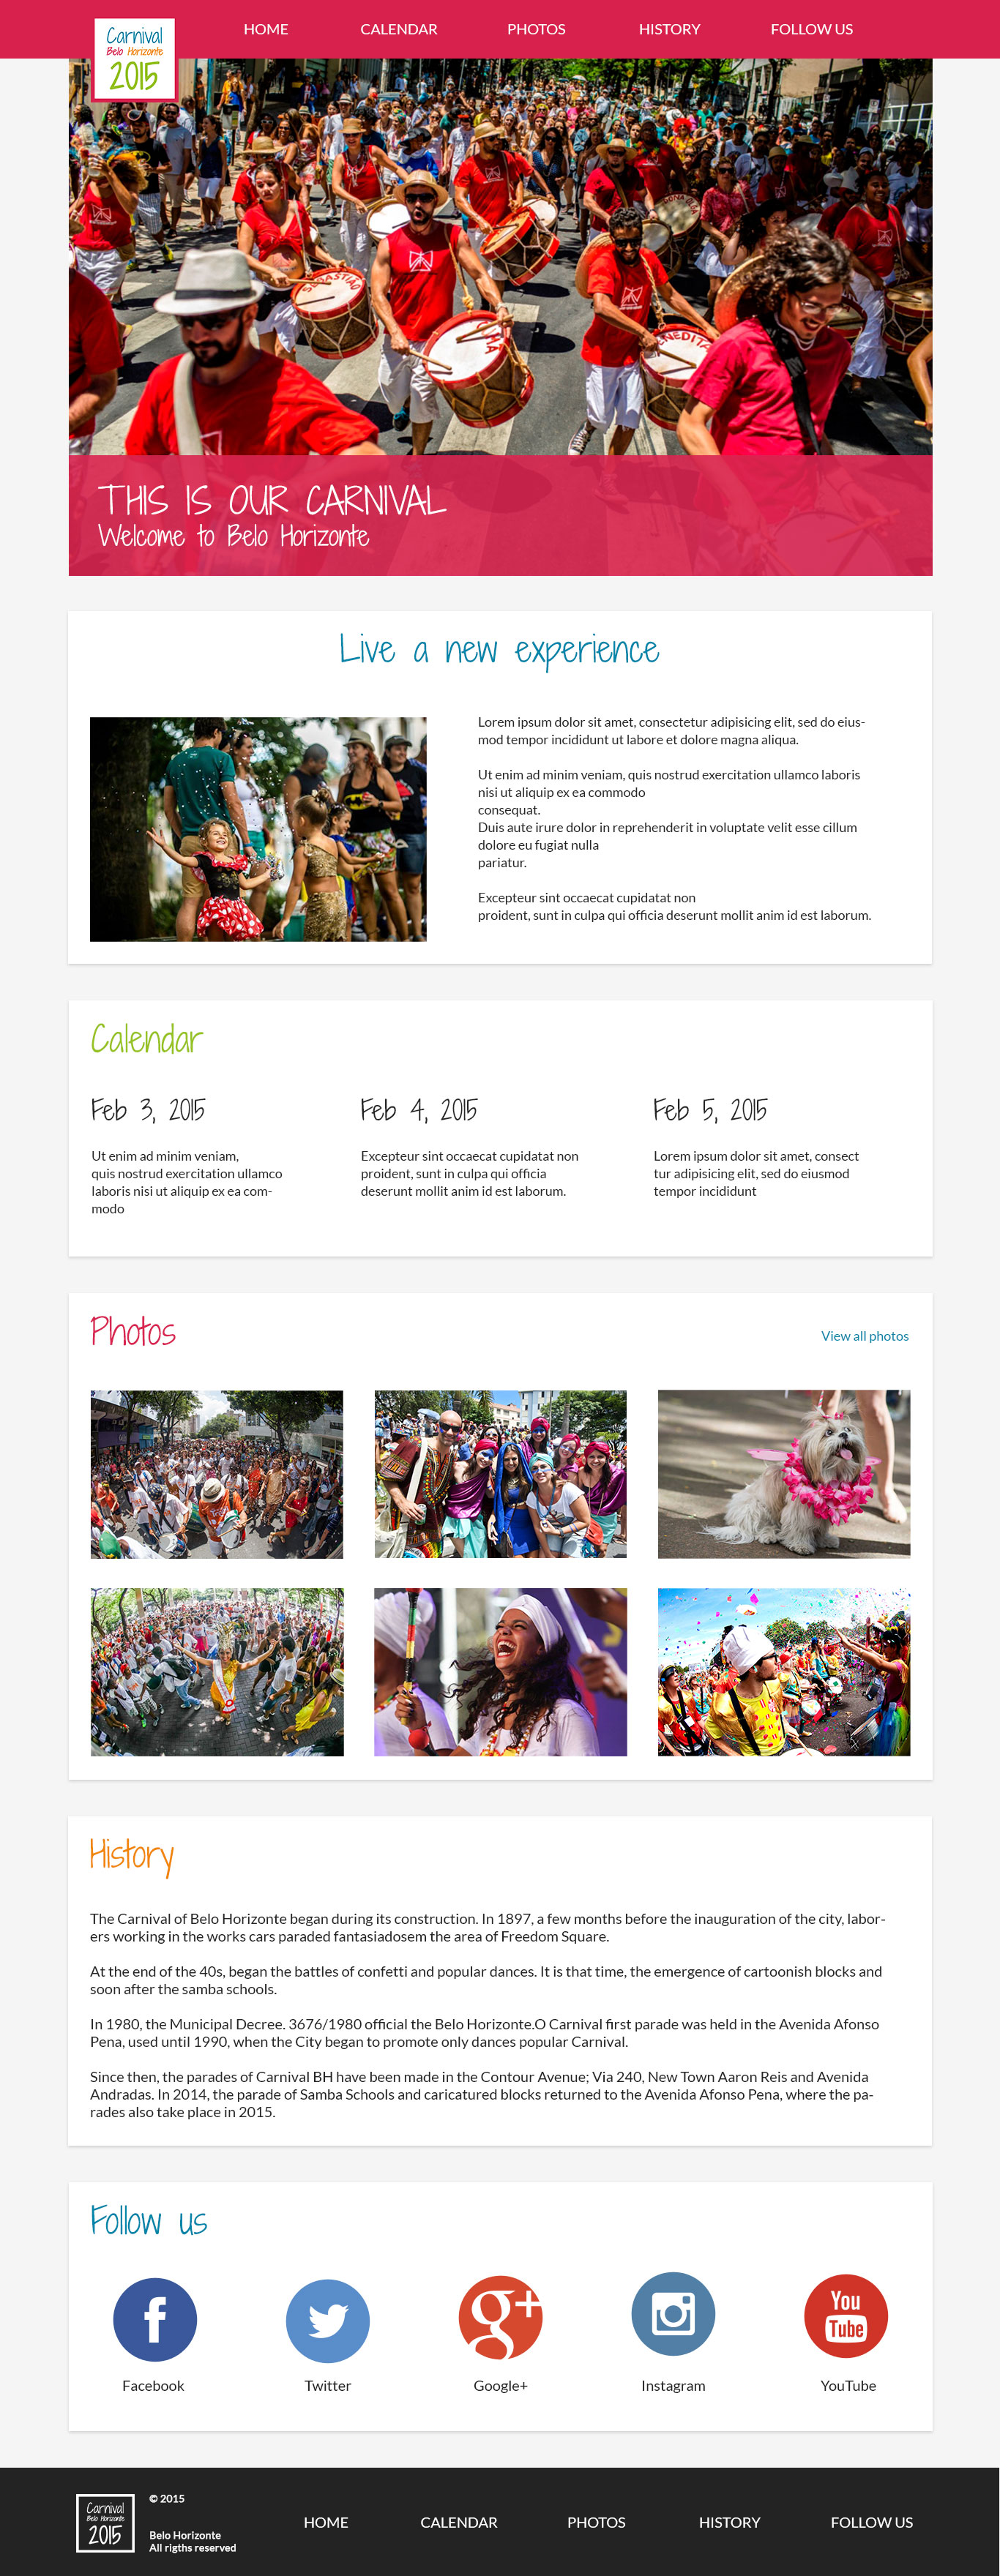 Carnival
Belo Horizonte
2015
HOME CALENDAR PHOTOS HISTORY FOLLOW US
SEBASTIÃO
THIS IS OUR CARNIVAL
Welcome to Belo Horizonte
Live a new experience
Lorem ipsum dolor sit amet, consectetur adipisicing elit, sed do eius-
mod tempor incididunt ut labore et dolore magna aliqua.
Ut enim ad minim veniam, quis nostrud exercitation ullamco laboris
nisi ut aliquip ex ea commodo
consequat.
Duis aute irure dolor in reprehenderit in voluptate velit esse cillum
dolore eu fugiat nulla
pariatur.
Excepteur sint occaecat cupidatat non
proident, sunt in culpa qui officia deserunt mollit anim id est laborum.
Calendar
Feb 3, 2015
Ut enim ad minim veniam,
quis nostrud exercitation ullamco
laboris nisi ut aliquip ex ea com-
modo
Feb 4, 2015
Excepteur sint occaecat cupidatat non
proident, sunt in culpa qui officia
deserunt mollit anim id est laborum.
Feb 5, 2015
Lorem ipsum dolor sit amet, consect
tur adipisicing elit, sed do eiusmod
tempor incididunt
Photos
View all photos
History
The Carnival of Belo Horizonte began during its construction. In 1897, a few months before the inauguration of the city, labor-
ers working in the works cars paraded fantasiadosem the area of Freedom Square.
At the end of the 40s, began the battles of confetti and popular dances. It is that time, the emergence of cartoonish blocks and
soon after the samba schools.
In 1980, the Municipal Decree. 3676/1980 official the Belo Horizonte.O Carnival first parade was held in the Avenida Afonso
Pena, used until 1990, when the City began to promote only dances popular Carnival.
Since then, the parades of Carnival BH have been made in the Contour Avenue; Via 240, New Town Aaron Reis and Avenida
Andradas. In 2014, the parade of Samba Schools and caricatured blocks returned to the Avenida Afonso Pena, where the pa-
rades also take place in 2015.
Follow us
f
g+
You
Tube
Facebook Twitter Google+ Instagram YouTube
Carnival
Belo Horizonte
2015
© 2015
Belo Horizonte
All rigths reserved
HOME CALENDAR PHOTOS HISTORY FOLLOW US